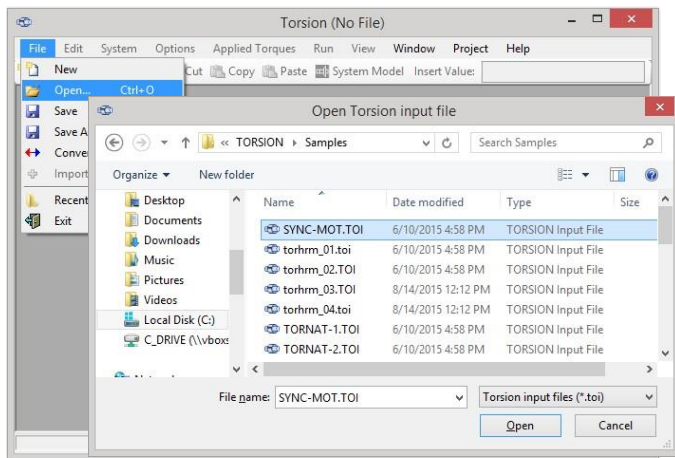 Torsion (No File)
File Edit System Options Applied Torques Run View Window Project Help
New Cut Copy Paste System Model Insert Value:
Open... Ctrl+O
Save
Save A
Conve
Import
Recent
Exit
Open Torsion input file
« TORSION Samples Search Samples
Organize New folder
Name Date modified Type Size
Desktop
Documents
Downloads
Music
Pictures
Videos
Local Disk (C:)
C_DRIVE (\\vboxs
SYNC-MOT.TOI 6/10/2015 4:58 PM TORSION Input File
torhrm_01.toi 6/10/2015 4:58 PM TORSION Input File
torhrm_02.TOI 6/10/2015 4:58 PM TORSION Input File
torhrm_03.TOI 8/14/2015 12:12 PM TORSION Input File
torhrm_04.toi 8/14/2015 12:12 PM TORSION Input File
TORNAT-1.TOI 6/10/2015 4:58 PM TORSION Input File
TORNAT-2.TOI 6/10/2015 4:58 PM TORSION Input File
File name: SYNC-MOT.TOI Torsion input files (*.toi)
Open Cancel